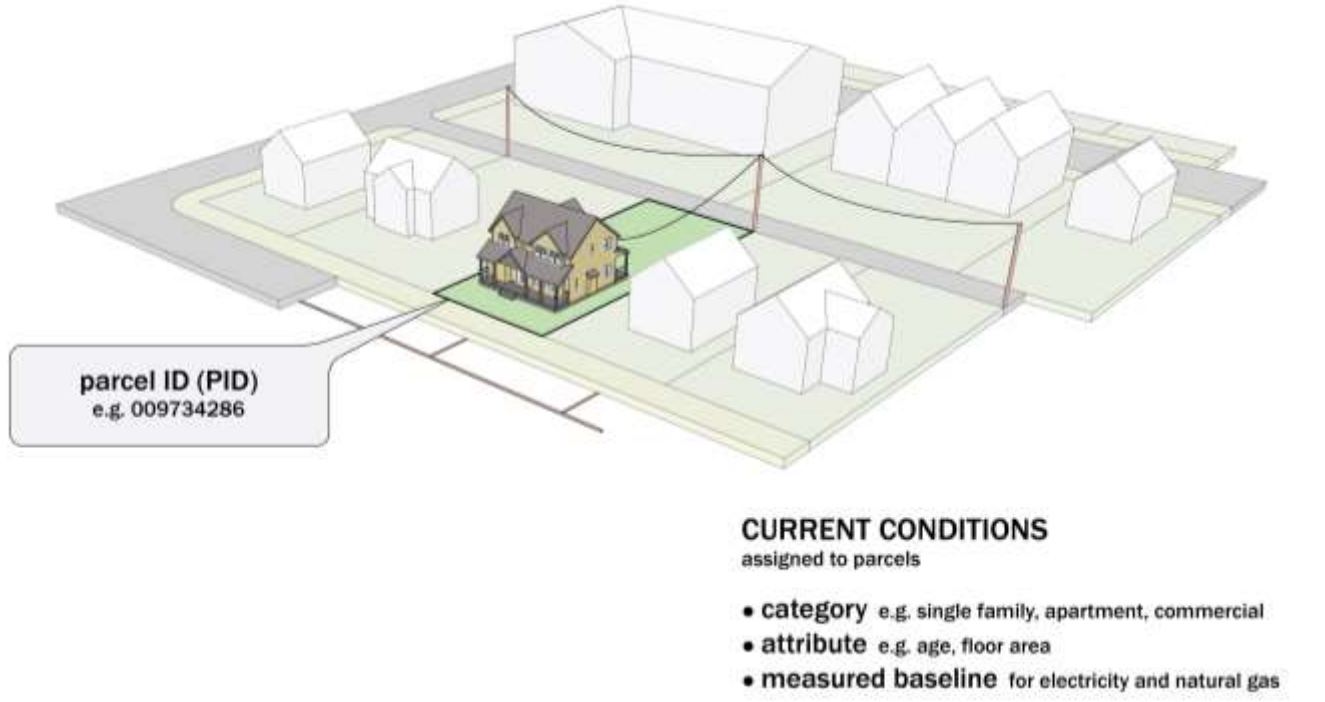 parcel ID (PID)
e.g. 009734286
CURRENT CONDITIONS
assigned to parcels
• category e.g. single family, apartment, commercial
• attribute e.g. age, floor area
• measured baseline for electricity and natural gas